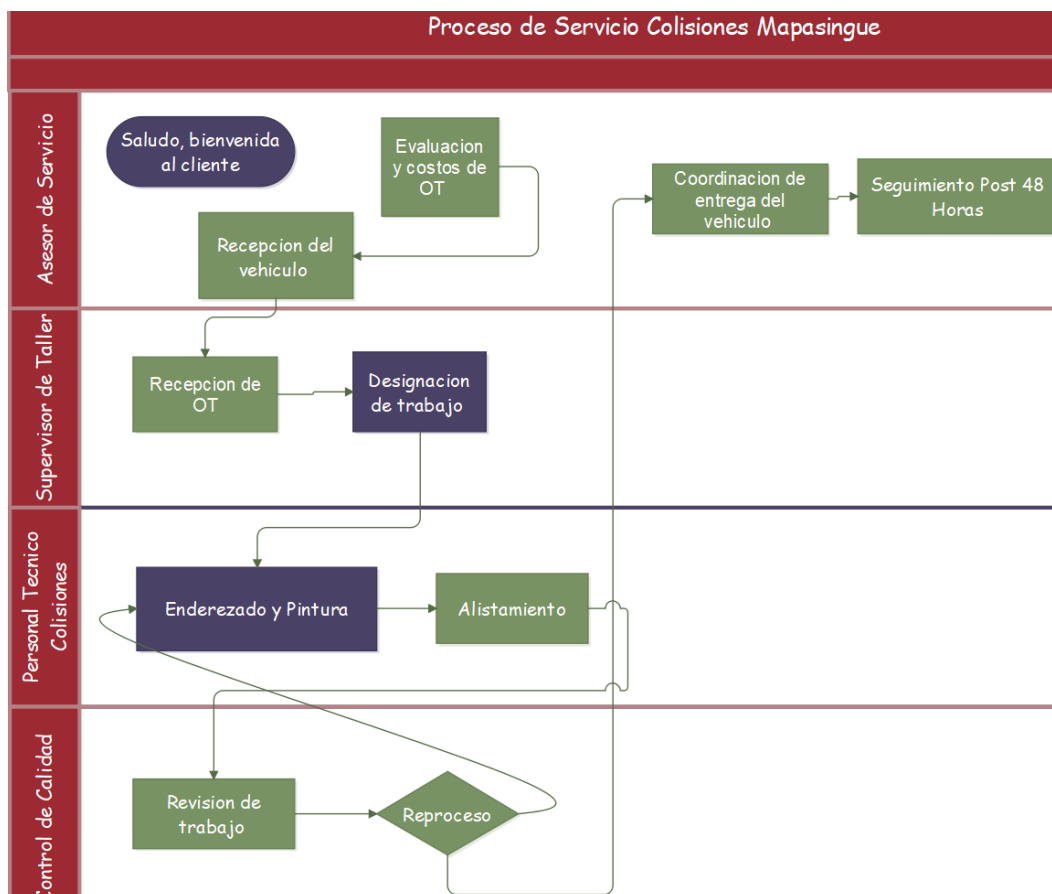 Proceso de Servicio Colisiones Mapasingue
Asesor de Servicio
Saludo, bienvenida
al cliente
Evaluacion
y costos de
OT
Recepcion del
vehiculo
Coordinacion de
entrega del
vehiculo
Seguimiento Post 48
Horas
Supervisor de Taller
Recepcion de
OT
Designacion
de trabajo
Personal Tecnico
Colisiones
Enderezado y Pintura
Alistamiento
Control de Calidad
Revision de
trabajo
Reproceso